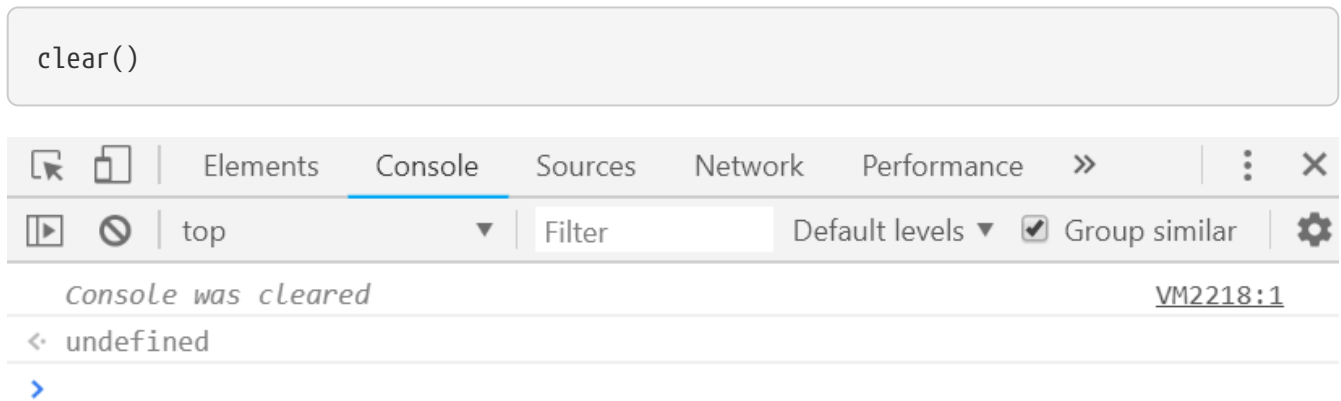 clear()
Elements Console Sources Network Performance »
top Filter Default levels Group similar
Console was cleared VM2218:1
undefined